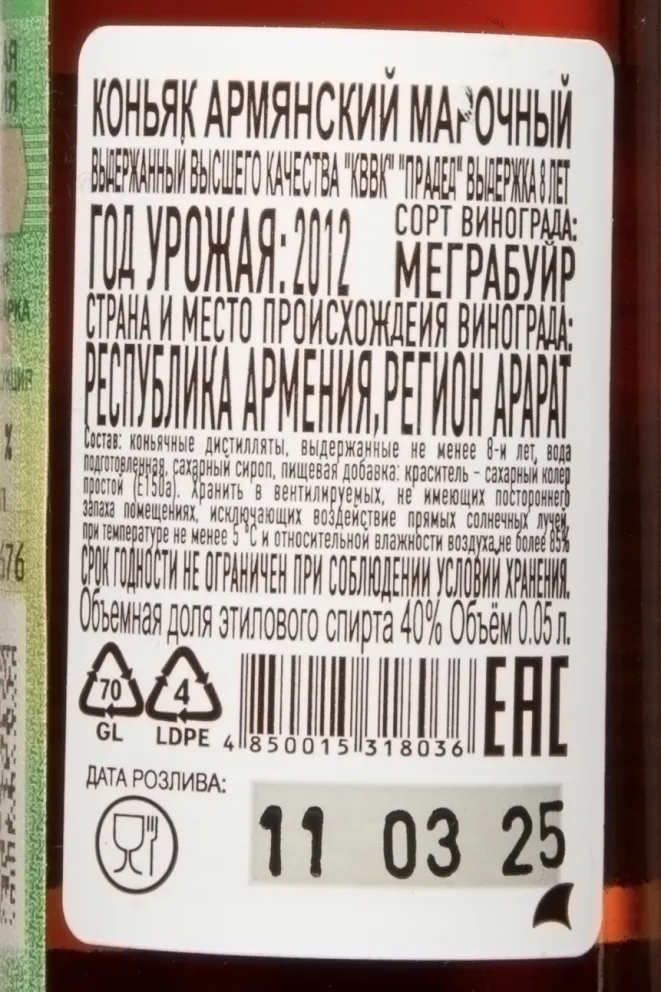 КОНЬЯК АРМЯНСКИЙ МАРОЧНЫЙ
ВЫДЕРЖАННЫЙ ВЫСШЕГО КАЧЕСТВА "КВВК" "ПРАДЕД" ВЫДЕРЖКА 8 ЛЕТ
ГОД УРОЖАЯ: 2012
СОРТ ВИНОГРАДА:
МЕГРАБУЙР
СТРАНА И МЕСТО ПРОИСХОЖДЕИЯ ВИНОГРАДА:
РЕСПУБЛИКА АРМЕНИЯ,РЕГИОН АРАРАТ
Состав: коньячные дистилляты, выдержанные не менее 8-и лет, вода
подготовленная, сахарный сироп, пищевая добавка: краситель – сахарный колер
простой (Е150а). Хранить в вентилируемых, не имеющих постороннего
запаха помещениях, исключающих воздействие прямых солнечных лучей,
при температуре не менее 5 °С и относительной влажности воздуха,не более 85%
СРОК ГОДНОСТИ НЕ ОГРАНИЧЕН ПРИ СОБЛЮДЕНИИ УСЛОВИЙ ХРАНЕНИЯ.
Объемная доля этилового спирта 40% Объём 0.05 л.
70
GL
4
LDPE
4 850015 318036
ЕАС
ДАТА РОЗЛИВА:
11 03 25
676